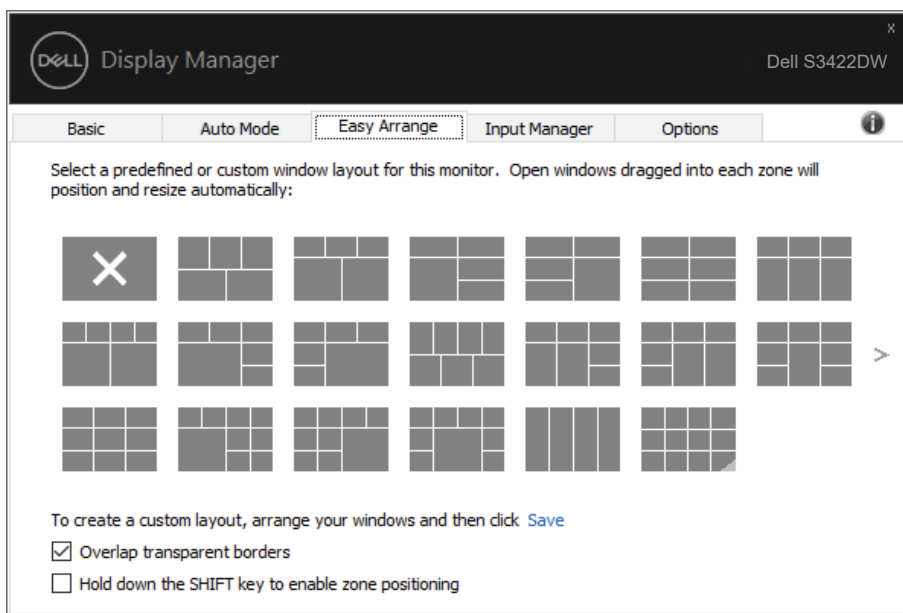 DELL Display Manager
x
Dell S3422DW
Basic Auto Mode Easy Arrange Input Manager Options
Select a predefined or custom window layout for this monitor. Open windows dragged into each zone will
position and resize automatically:
>
To create a custom layout, arrange your windows and then click Save
Overlap transparent borders
Hold down the SHIFT key to enable zone positioning